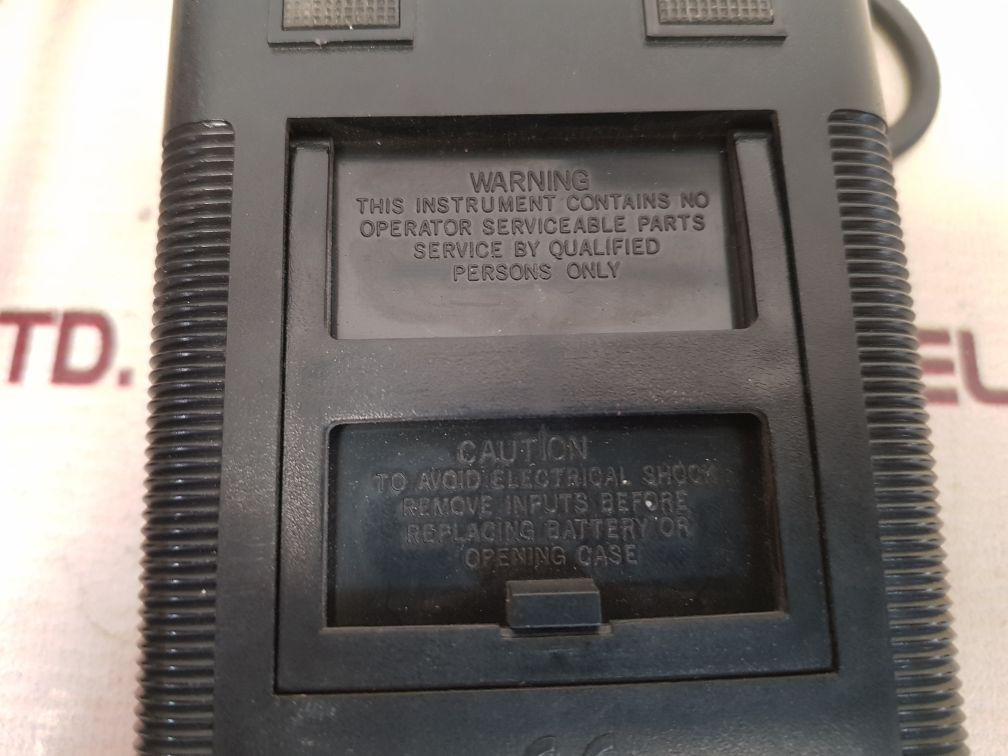 WARNING
THIS INSTRUMENT CONTAINS NO
OPERATOR SERVICEABLE PARTS
SERVICE BY QUALIFIED
PERSONS ONLY
TD.
EU
CAUTION
TO AVOID ELECTRICAL SHOCK
REMOVE INPUTS BEFORE
REPLACING BATTERY OR
OPENING CASE